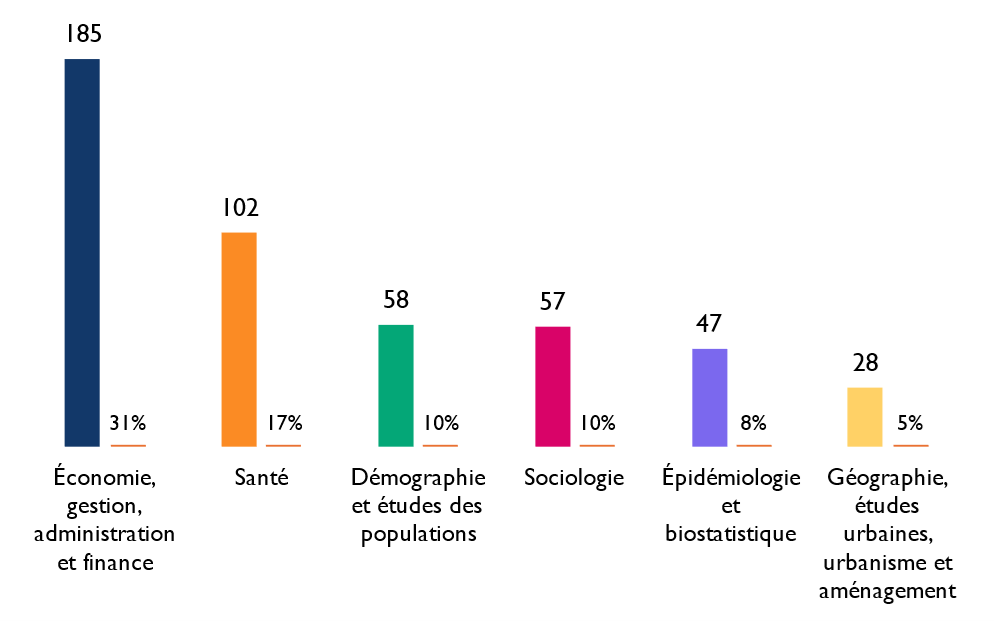 185
102
58
57
47
28
31%
17%
10%
10%
8%
5%
Économie,
gestion,
administration
et finance
Santé
Démographie
et études des
populations
Sociologie
Épidémiologie
et
biostatistique
Géographie,
études
urbaines,
urbanisme et
aménagement